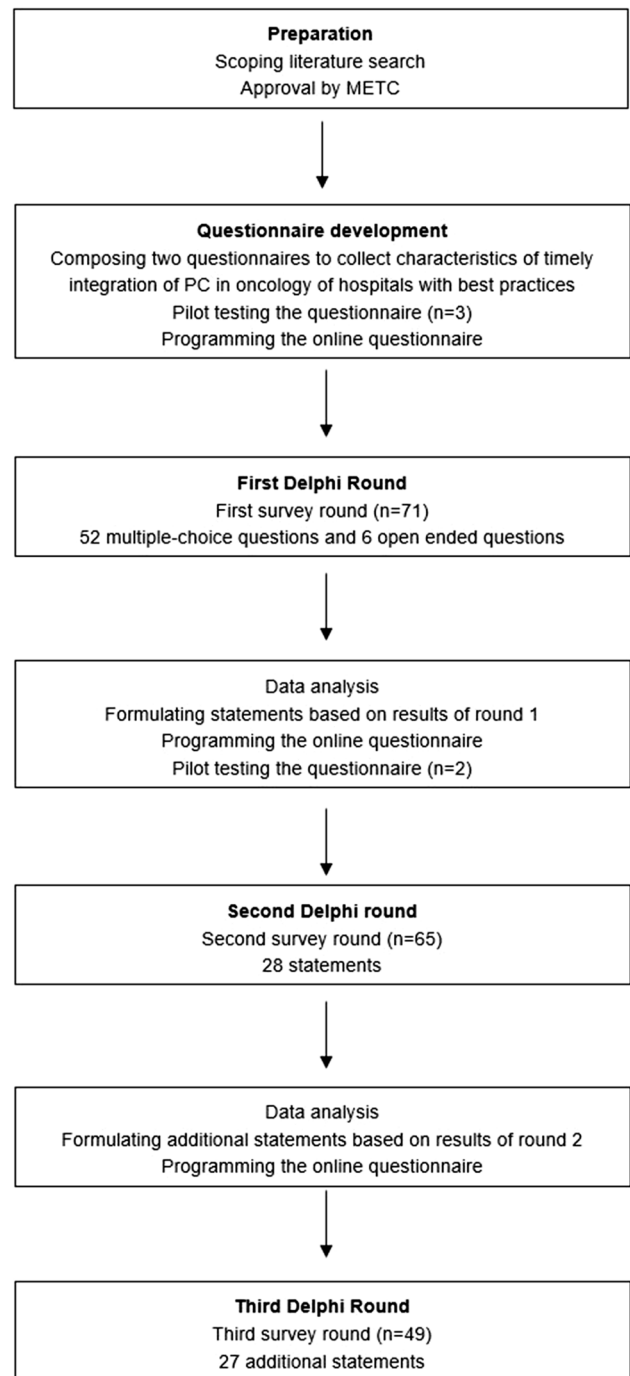 Preparation
Scoping literature search
Approval by METC
Questionnaire development
Composing two questionnaires to collect characteristics of timely
integration of PC in oncology of hospitals with best practices
Pilot testing the questionnaire (n=3)
Programming the online questionnaire
First Delphi Round
First survey round (n=71)
52 multiple-choice questions and 6 open ended questions
Data analysis
Formulating statements based on results of round 1
Programming the online questionnaire
Pilot testing the questionnaire (n=2)
Second Delphi round
Second survey round (n=65)
28 statements
Data analysis
Formulating additional statements based on results of round 2
Programming the online questionnaire
Third Delphi Round
Third survey round (n=49)
27 additional statements